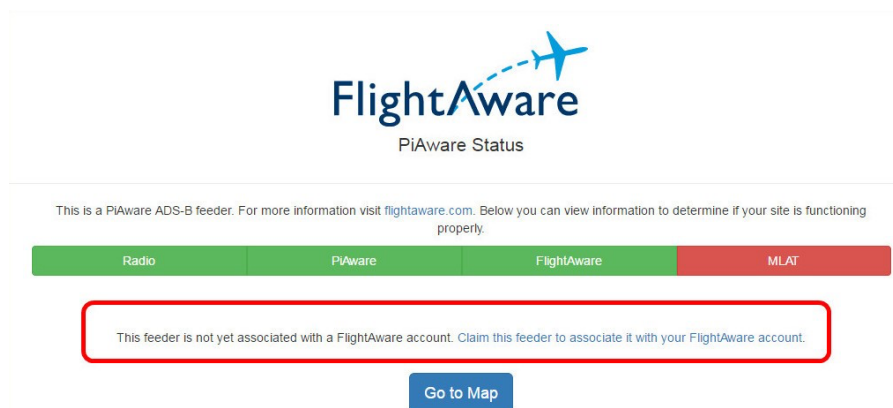 FlightAware
PiAware Status
This is a PiAware ADS-B feeder. For more information visit flightaware.com. Below you can view information to determine if your site is functioning
properly.
Radio PiAware FlightAware MLAT
This feeder is not yet associated with a FlightAware account. Claim this feeder to associate it with your FlightAware account.
Go to Map